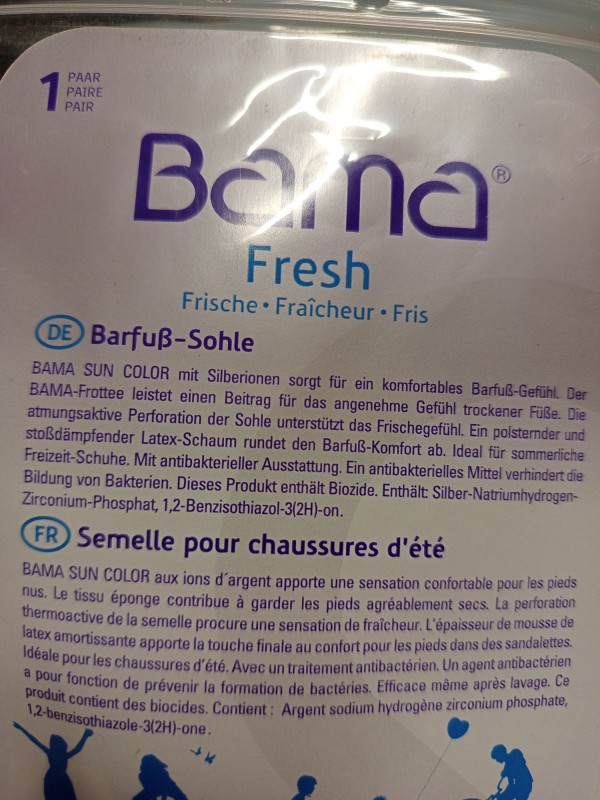 1 PAAR
PAIRE
PAIR
Bama®
Fresh
Frische • Fraîcheur • Fris
DE Barfuß-Sohle
BAMA SUN COLOR mit Silberionen sorgt für ein komfortables Barfuß-Gefühl. Der
BAMA-Frottee leistet einen Beitrag für das angenehme Gefühl trockener Füße. Die
atmungsaktive Perforation der Sohle unterstützt das Frischegefühl. Ein polsternder und
stoßdämpfender Latex-Schaum rundet den Barfuß-Komfort ab. Ideal für sommerliche
Freizeit-Schuhe. Mit antibakterieller Ausstattung. Ein antibakterielles Mittel verhindert die
Bildung von Bakterien. Dieses Produkt enthält Biozide. Enthält: Silber-Natriumhydrogen-
Zirconium-Phosphat, 1,2-Benzisothiazol-3(2H)-on.
FR Semelle pour chaussures d'été
BAMA SUN COLOR aux ions d´argent apporte une sensation confortable pour les pieds
nus. Le tissu éponge contribue à garder les pieds agréablement secs. La perforation
thermoactive de la semelle procure une sensation de fraîcheur. L'épaisseur de mousse de
latex amortissante apporte la touche finale au confort pour les pieds dans des sandalettes.
Idéale pour les chaussures d'été. Avec un traitement antibactérien. Un agent antibactérien
a pour fonction de prévenir la formation de bactéries. Efficace même après lavage. Ce
produit contient des biocides. Contient : Argent sodium hydrogène zirconium phosphate,
1,2-benzisothiazole-3(2H)-one.